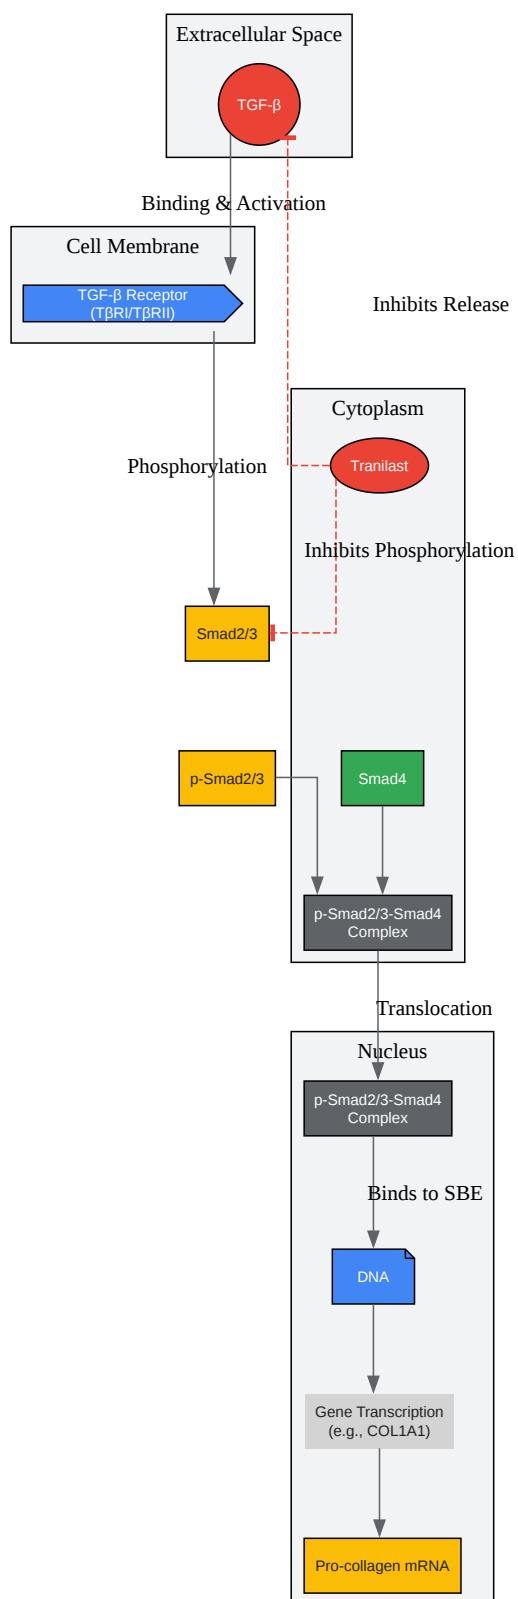 Extracellular Space
TGF-β
Binding & Activation
Cell Membrane
TGF-β Receptor
(TβRI/TβRII)
Inhibits Release
Cytoplasm
Tranilast
Phosphorylation
Inhibits Phosphorylation
Smad2/3
p-Smad2/3
Smad4
p-Smad2/3-Smad4
Complex
Translocation
Nucleus
p-Smad2/3-Smad4
Complex
Binds to SBE
DNA
Gene Transcription
(e.g., COL1A1)
Pro-collagen mRNA